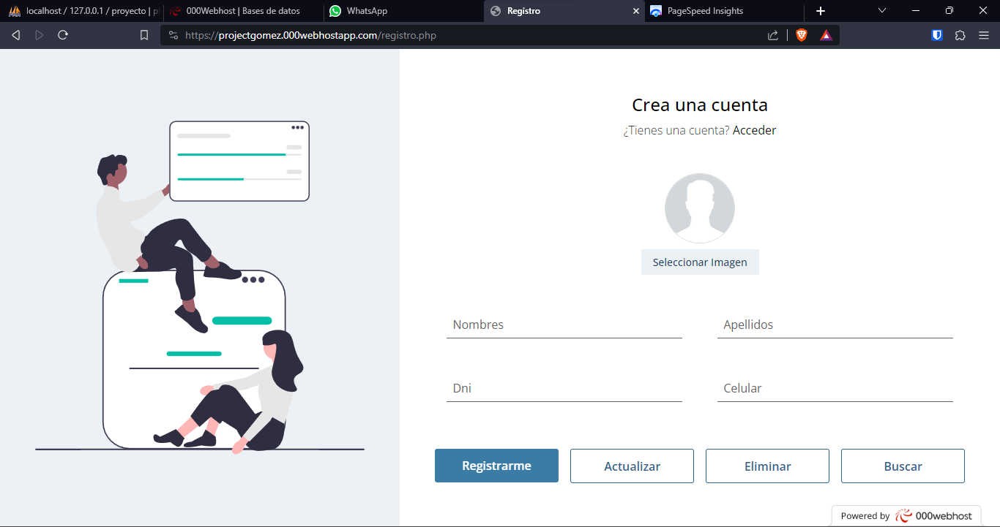 localhost / 127.0.0.1 / proyecto | p
000Webhost | Bases de datos
WhatsApp
Registro
PageSpeed Insights
https://projectgomez.000webhostapp.com/registro.php
Crea una cuenta
¿Tienes una cuenta? Acceder
Seleccionar Imagen
Nombres
Apellidos
Dni
Celular
Registrarme
Actualizar
Eliminar
Buscar
Powered by 000webhost